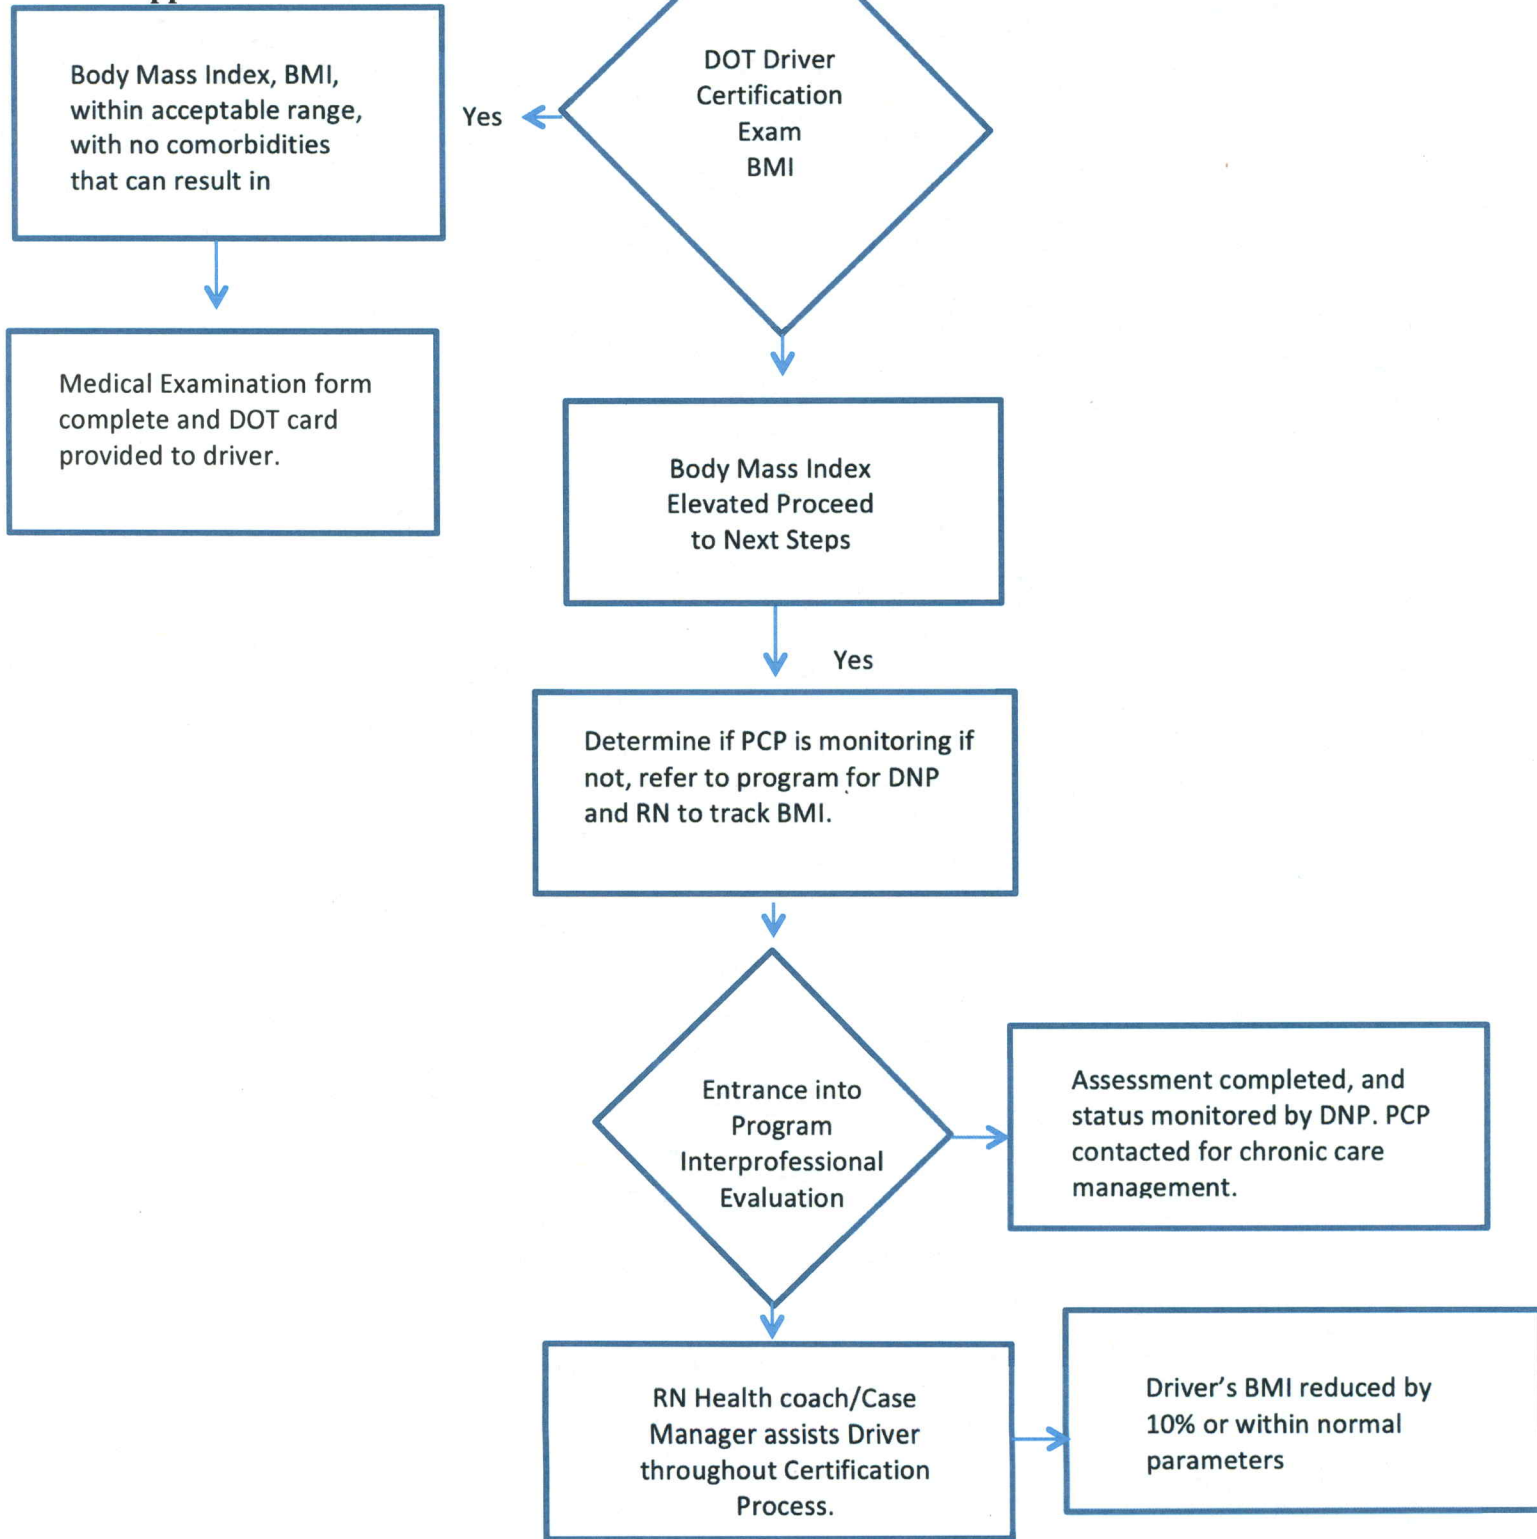 Body Mass Index, BMI,
within acceptable range,
with no comorbidities
that can result in
Yes
DOT Driver
Certification
Exam
BMI
Medical Examination form
complete and DOT card
provided to driver.
Body Mass Index
Elevated Proceed
to Next Steps
Yes
Determine if PCP is monitoring if
not, refer to program for DNP
and RN to track BMI.
Entrance into
Program
Interprofessional
Evaluation
Assessment completed, and
status monitored by DNP. PCP
contacted for chronic care
management.
RN Health coach/Case
Manager assists Driver
throughout Certification
Process.
Driver's BMI reduced by
10% or within normal
parameters